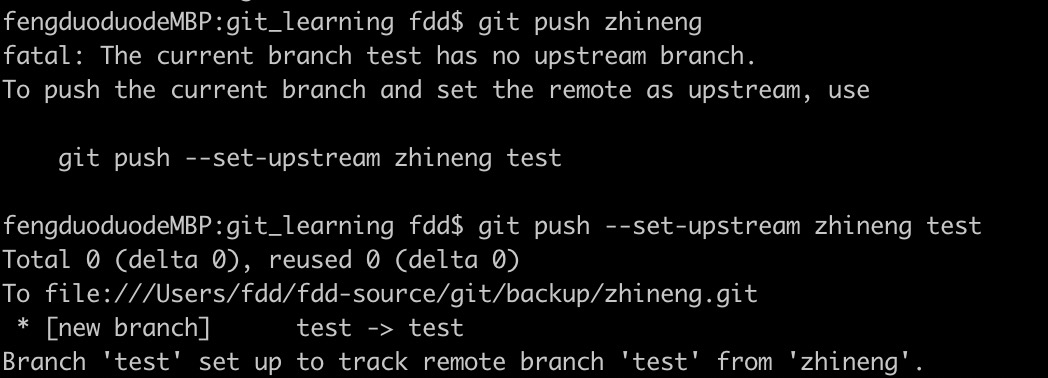 fengduoduodeMBP:git_learning fdd$ git push zhineng
fatal: The current branch test has no upstream branch.
To push the current branch and set the remote as upstream, use
    git push --set-upstream zhineng test
fengduoduodeMBP:git_learning fdd$ git push --set-upstream zhineng test
Total 0 (delta 0), reused 0 (delta 0)
To file:///Users/fdd/fdd-source/git/backup/zhineng.git
 * [new branch]      test -> test
Branch 'test' set up to track remote branch 'test' from 'zhineng'.